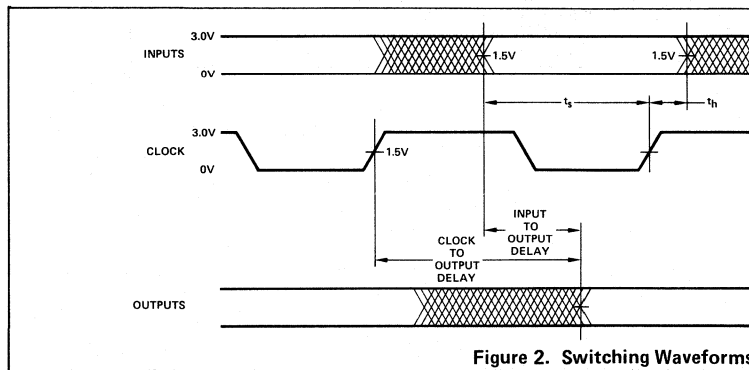 3.0V
INPUTS
1.5V
1.5V
0V
ts
th
3.0V
CLOCK
1.5V
0V
INPUT
TO
OUTPUT
DELAY
CLOCK
TO
OUTPUT
DELAY
OUTPUTS
Figure 2. Switching Waveforms